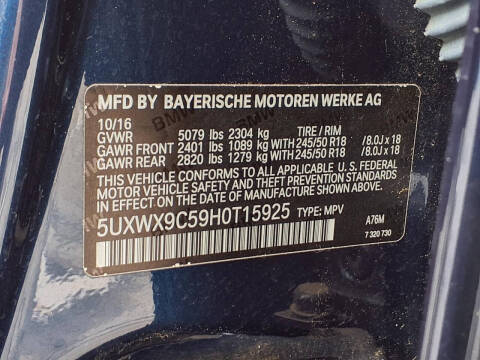 MFD BY BAYERISCHE MOTOREN WERKE AG
10/16
GVWR 5079 lbs 2304 kg TIRE / RIM
GAWR FRONT 2401 lbs 1089 kg WITH 245/50 R18 / 8.0J x 18
GAWR REAR 2820 lbs 1279 kg WITH 245/50 R18 / 8.0J x 18
THIS VEHICLE CONFORMS TO ALL APPLICABLE U.S. FEDERAL
MOTOR VEHICLE SAFETY STANDARDS
IN EFFECT ON THE DATE OF MANUFACTURE SHOWN ABOVE.
5UXWX9C59H0T15925 TYPE: MPV
A76M
7 320 730